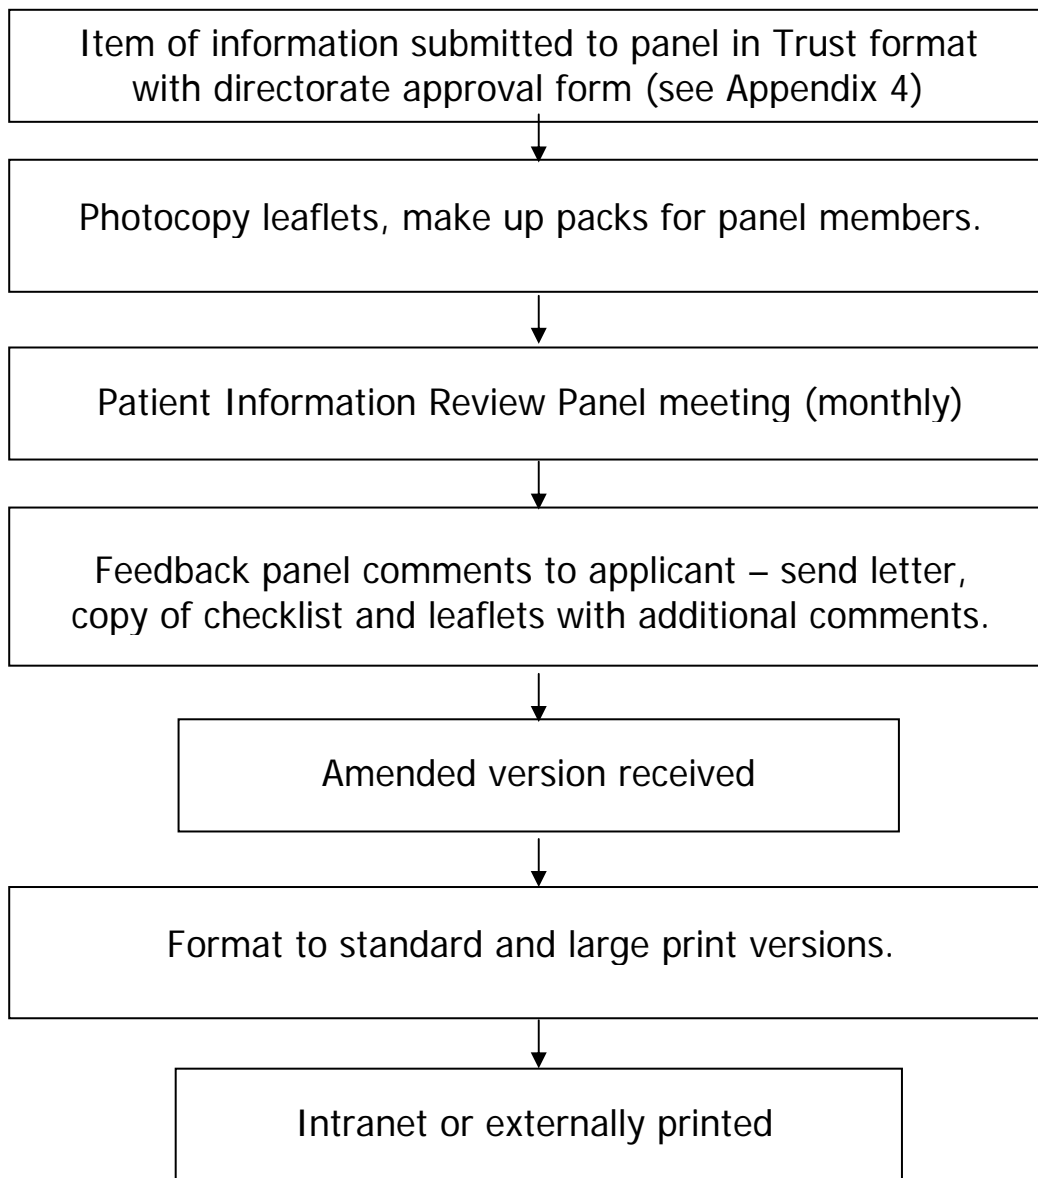 Item of information submitted to panel in Trust format
with directorate approval form (see Appendix 4)
Photocopy leaflets, make up packs for panel members.
Patient Information Review Panel meeting (monthly)
Feedback panel comments to applicant – send letter,
copy of checklist and leaflets with additional comments.
Amended version received
Format to standard and large print versions.
Intranet or externally printed